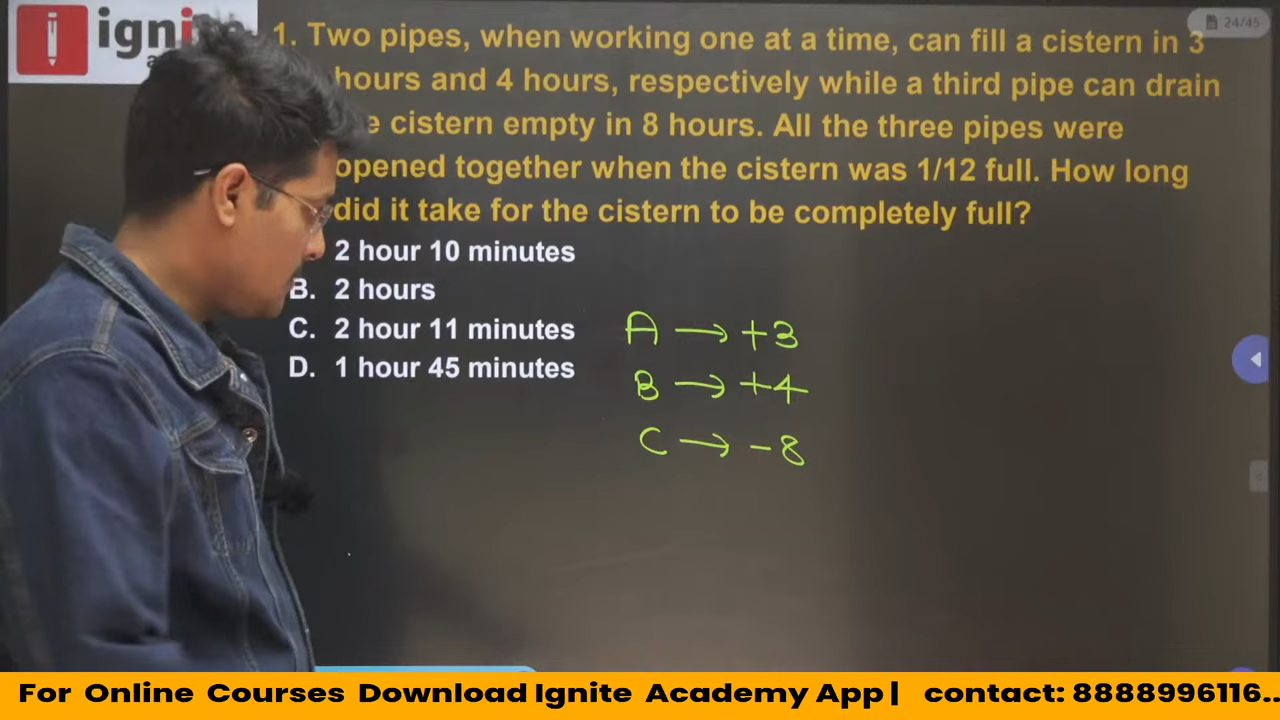 24/45
1. Two pipes, when working one at a time, can fill a cistern in 3
hours and 4 hours, respectively while a third pipe can drain
cistern empty in 8 hours. All the three pipes were
opened together when the cistern was 1/12 full. How long
did it take for the cistern to be completely full?
2 hour 10 minutes
B. 2 hours
C. 2 hour 11 minutes
D. 1 hour 45 minutes
A → +3
B → +4
C → -8
For Online Courses Download Ignite Academy App | contact: 8888996116..